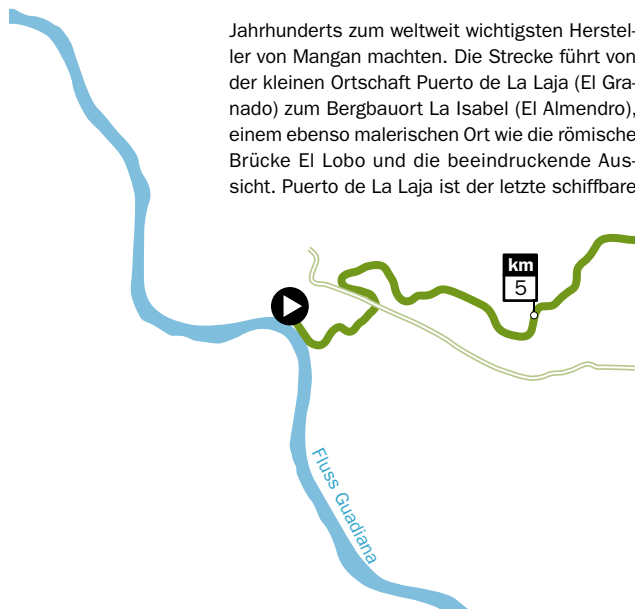 Jahrhunderts zum weltweit wichtigsten Herstel-
ler von Mangan machten. Die Strecke führt von
der kleinen Ortschaft Puerto de La Laja (El Gra-
nado) zum Bergbauort La Isabel (El Almendro),
einem ebenso malerischen Ort wie die römische
Brücke El Lobo und die beeindruckende Aus-
sicht. Puerto de La Laja ist der letzte schiffbare
km
5
Fluss Guadiana